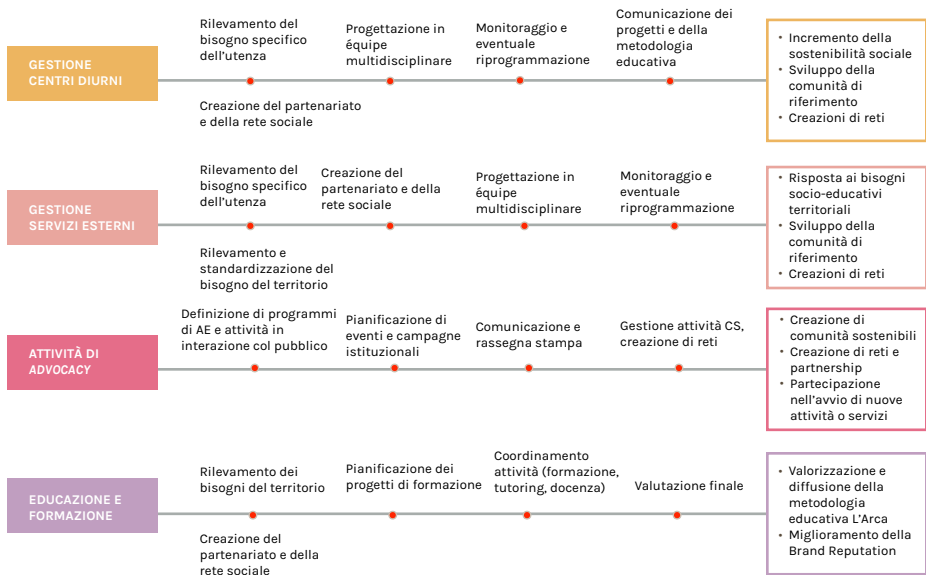 GESTIONE
CENTRI DIURNI
Rilevamento del
bisogno specifico
dell'utenza
Creazione del partenariato
e della rete sociale
Progettazione in
équipe
multidisciplinare
Monitoraggio e
eventuale
riprogrammazione
Comunicazione dei
progetti e della
metodologia
educativa
• Incremento della
sostenibilità sociale
• Sviluppo della
comunità di
riferimento
• Creazioni di reti
GESTIONE
SERVIZI ESTERNI
Rilevamento del
bisogno specifico
dell'utenza
Rilevamento e
standardizzazione del
bisogno del territorio
Creazione del
partenariato e della
rete sociale
Progettazione in
équipe
multidisciplinare
Monitoraggio e
eventuale
riprogrammazione
• Risposta ai bisogni
socio-educativi
territoriali
• Sviluppo della
comunità di
riferimento
• Creazioni di reti
ATTIVITÀ DI
ADVOCACY
Definizione di programmi
di AE e attività in
interazione col pubblico
Pianificazione di
eventi e campagne
istituzionali
Comunicazione e
rassegna stampa
Gestione attività CS,
creazione di reti
• Creazione di
comunità sostenibili
• Creazione di reti e
partnership
• Partecipazione
nell'avvio di nuove
attività o servizi
EDUCAZIONE E
FORMAZIONE
Rilevamento dei
bisogni del territorio
Creazione del
partenariato e della
rete sociale
Pianificazione dei
progetti di formazione
Coordinamento
attività (formazione,
tutoring, docenza)
Valutazione finale
• Valorizzazione e
diffusione della
metodologia
educativa L'Arca
• Miglioramento della
Brand Reputation